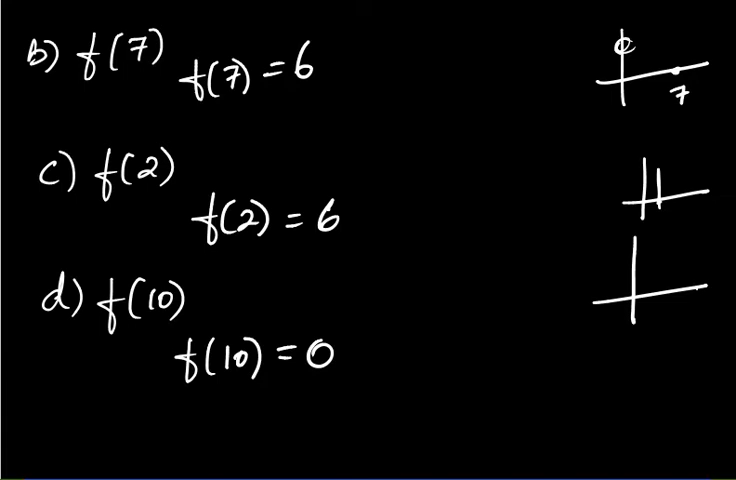 b) f(7)
f(7) = 6
7
c) f(2)
f(2) = 6
d) f(10)
f(10) = 0